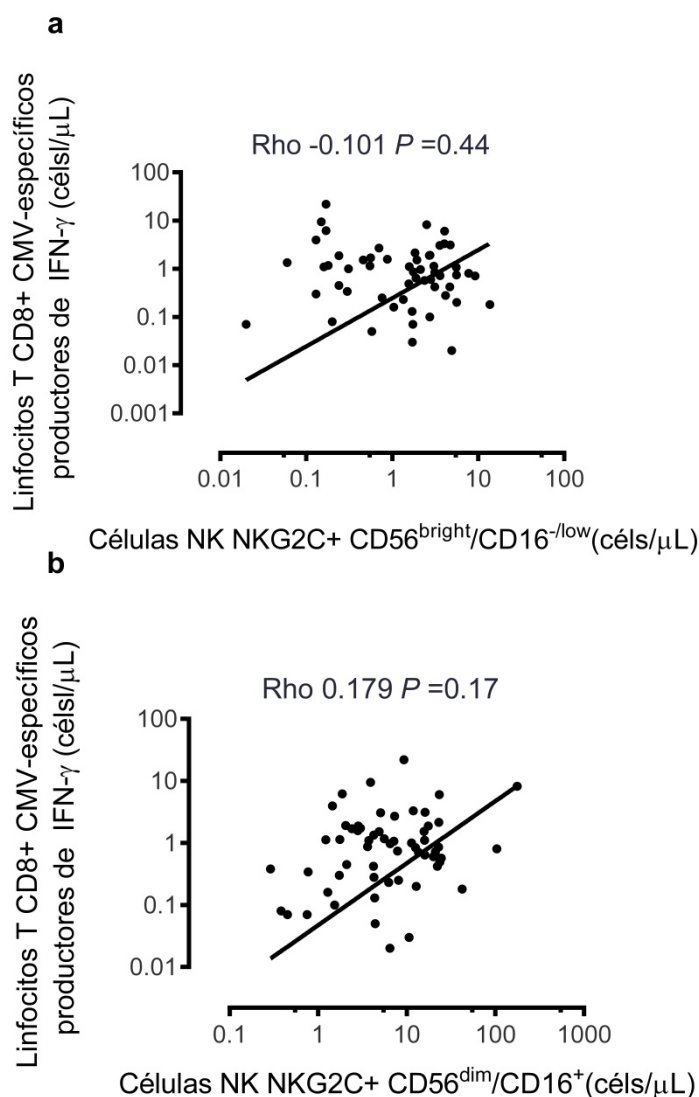 a
Linfocitos T CD8+ CMV-específicos
productores de IFN-γ (célsl/μL)
Rho -0.101 P =0.44
100
10
1
0.1
0.01
0.001
0.01 0.1 1 10 100
Células NK NKG2C+ CD56bright/CD16-/low(céls/μL)
b
Linfocitos T CD8+ CMV-específicos
productores de IFN-γ (célsl/μL)
Rho 0.179 P =0.17
100
10
1
0.1
0.01
0.1 1 10 100 1000
Células NK NKG2C+ CD56dim/CD16+(céls/μL)